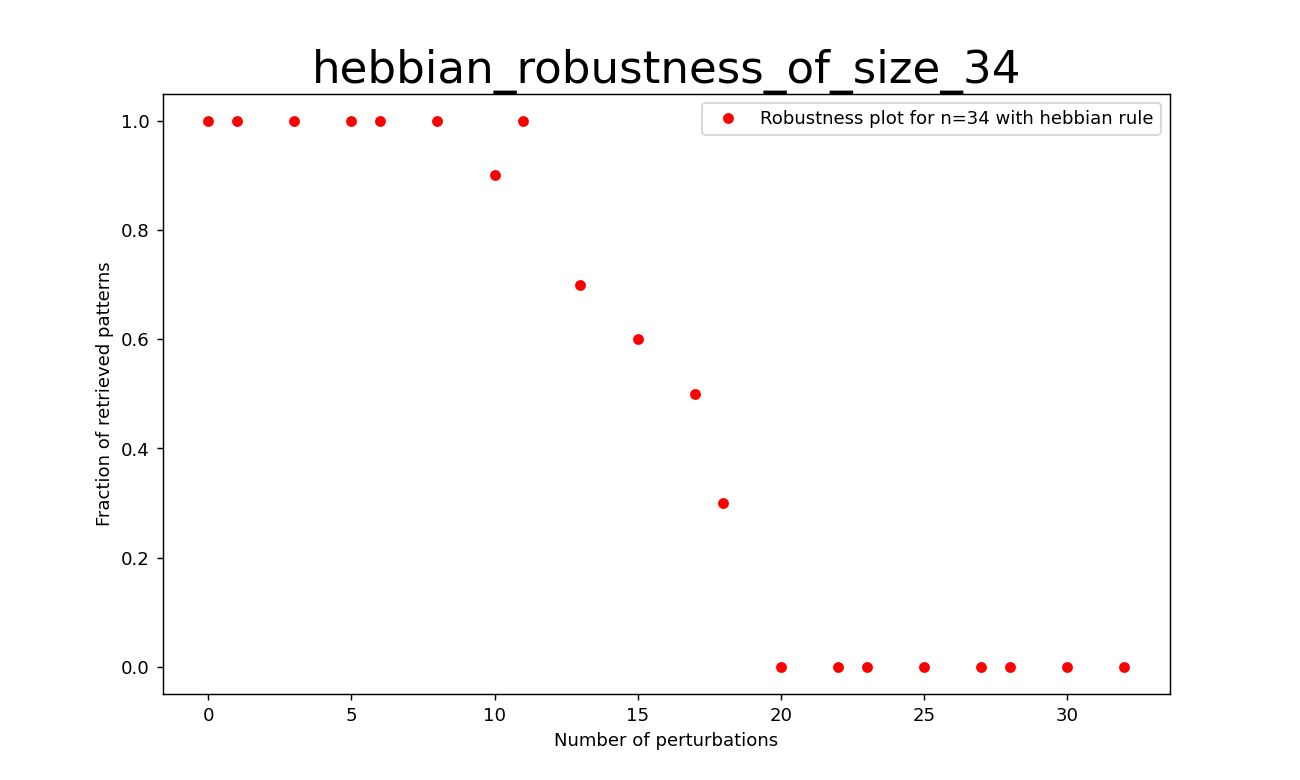 hebbian_robustness_of_size_34
Robustness plot for n=34 with hebbian rule
Fraction of retrieved patterns
1.0
0.8
0.6
0.4
0.2
0.0
0 5 10 15 20 25 30
Number of perturbations